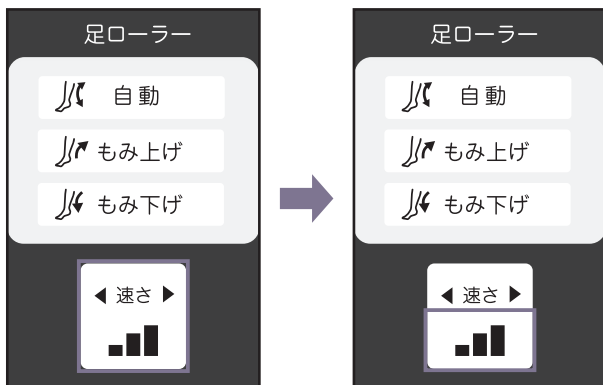 足ローラー
自動
もみ上げ
もみ下げ
速さ
足ローラー
自動
もみ上げ
もみ下げ
速さ